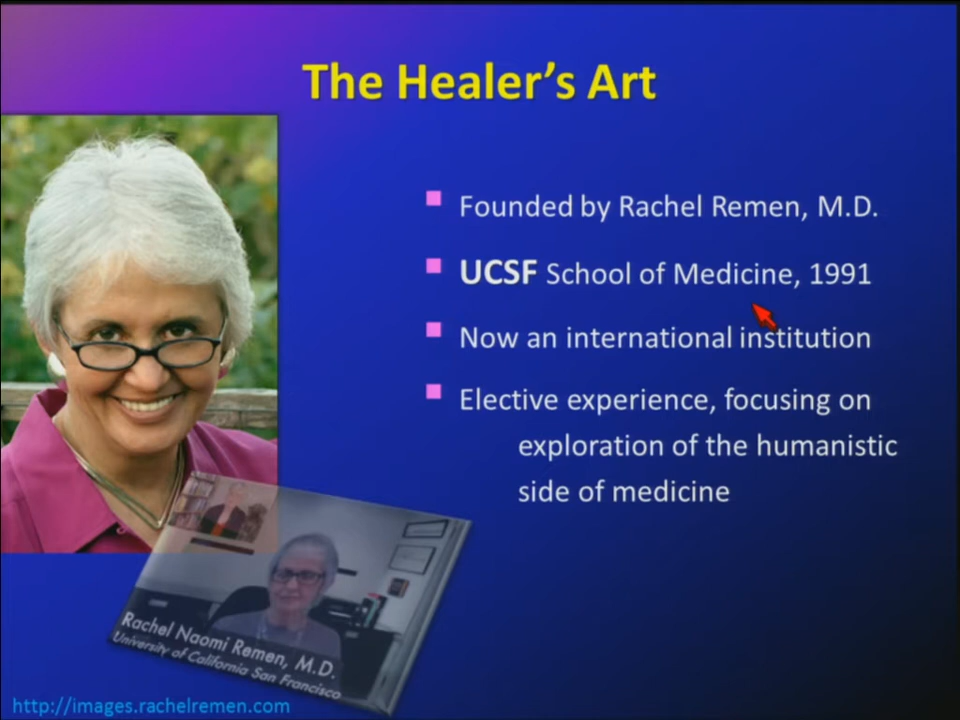 The Healer's Art
Founded by Rachel Remen, M.D.
UCSF School of Medicine, 1991
Now an international institution
Elective experience, focusing on
exploration of the humanistic
side of medicine
Rachel Naomi Remen, M.D.
University of California San Francisco
http://images.rachelremen.com